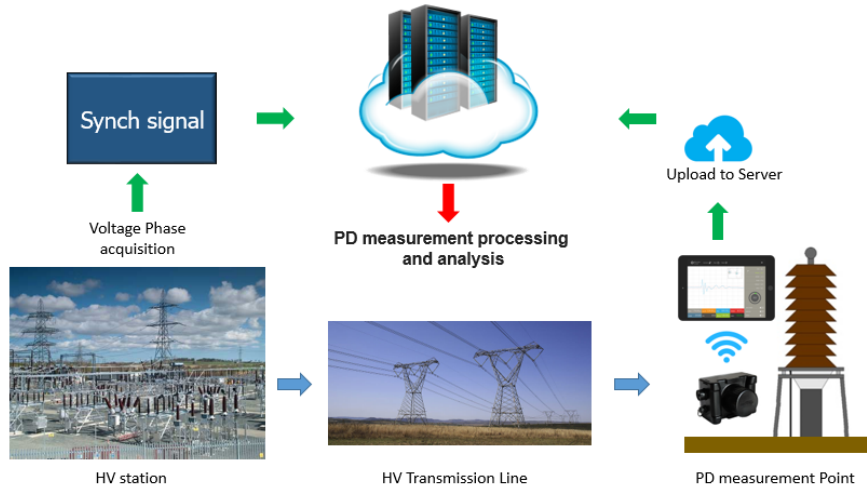 Synch signal
Upload to Server
Voltage Phase
acquisition
PD measurement processing
and analysis
HV station
HV Transmission Line
PD measurement Point